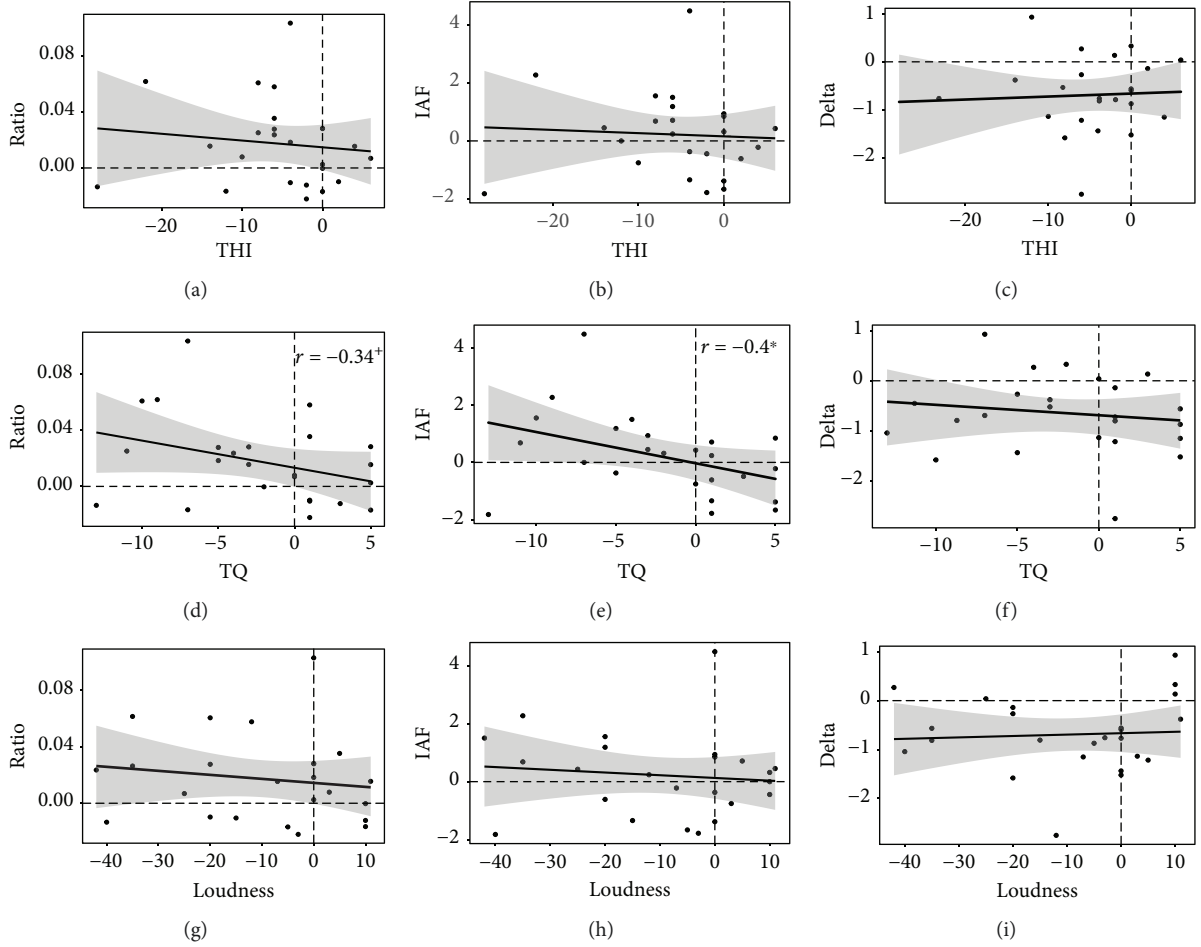 0.08
0.04
0.00
Ratio
−20
−10
0
THI
(a)
4
2
0
−2
IAF
−20
−10
0
THI
(b)
1
0
−1
−2
Delta
−20
−10
0
THI
(c)
r = −0.34+
0.08
0.04
0.00
Ratio
−10
−5
0
5
TQ
(d)
r = −0.4*
4
2
0
−2
IAF
−10
−5
0
5
TQ
(e)
1
0
−1
−2
Delta
−10
−5
0
5
TQ
(f)
0.08
0.04
0.00
Ratio
−40
−30
−20
−10
0
10
Loudness
(g)
4
2
0
−2
IAF
−40
−30
−20
−10
0
10
Loudness
(h)
1
0
−1
−2
Delta
−40
−30
−20
−10
0
10
Loudness
(i)